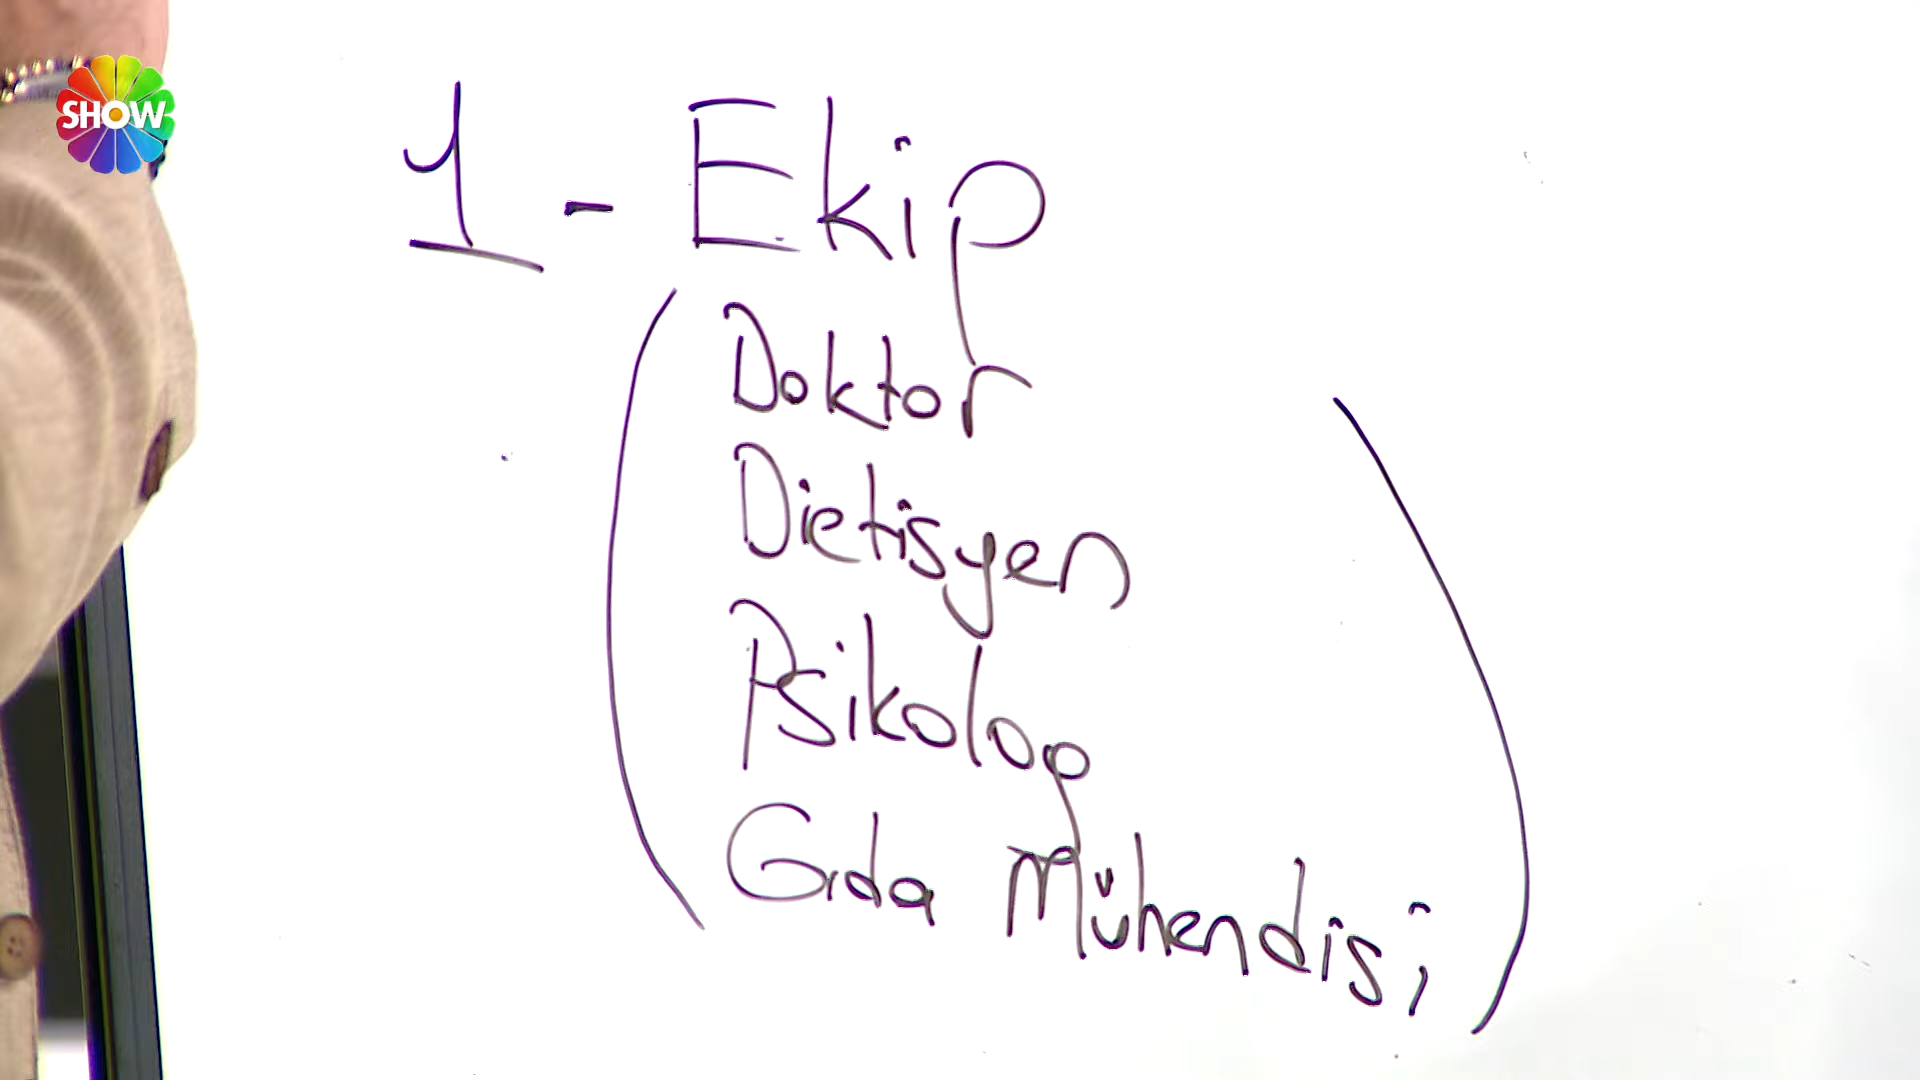 SHOW
1 - Ekip
(Doktor
Dietisyen
Psikolog
Gıda Mühendisi)